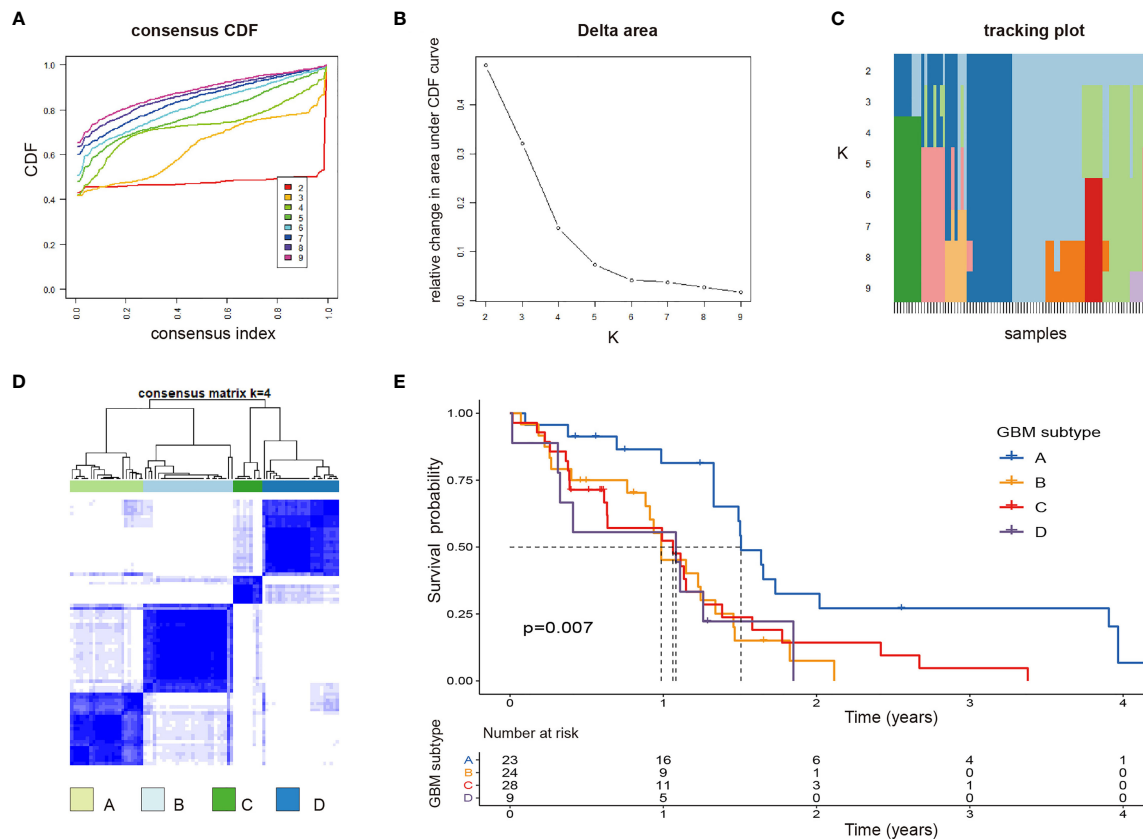 A
consensus CDF
CDF
1.0
0.8
0.6
0.4
0.2
0.0
2
3
4
5
6
7
8
9
0.0 0.2 0.4 0.6 0.8 1.0
consensus index
B
Delta area
relative change in area under CDF curve
0.4
0.3
0.2
0.1
0.0
2 3 4 5 6 7 8 9
K
C
tracking plot
K
2
3
4
5
6
7
8
9
samples
D
consensus matrix k=4
A B C D
E
Survival probability
1.00
0.75
0.50
0.25
0.00
GBM subtype
A
B
C
D
p=0.007
0 1 2 3 4
Time (years)
Number at risk
GBM subtype
A 23 16 6 4 1
B 24 9 1 0 0
C 28 11 3 1 0
D 9 5 0 0 0
0 1 2 3 4
Time (years)